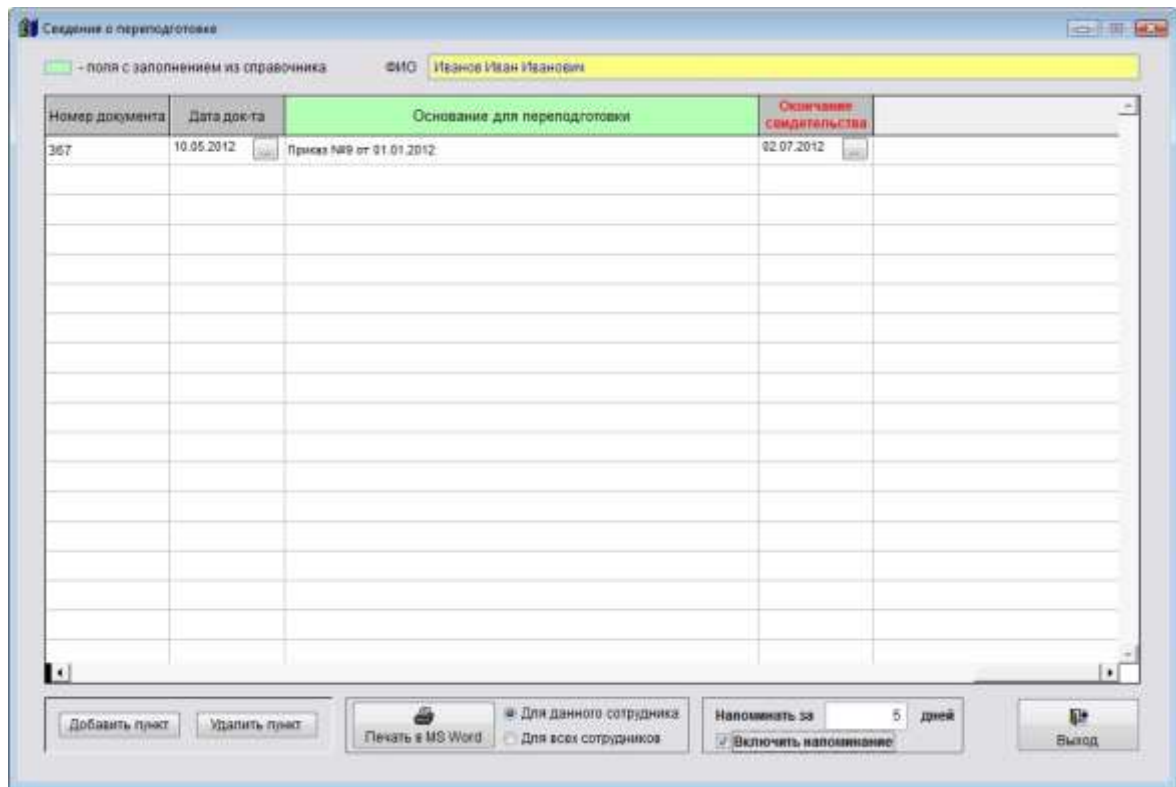 Сведения о переподготовке
- поля с заполнением из справочника ФИО Иванов Иван Иванович
Номер документа Дата док-та Основание для переподготовки Окончание свидетельства
367 10.05.2012 ... Приказ №9 от 01.01.2012 02.07.2012 ...
Добавить пункт Удалить пункт
Печать в MS Word
Для данного сотрудника
Для всех сотрудников
Напоминать за 5 дней
Включить напоминание
Выход